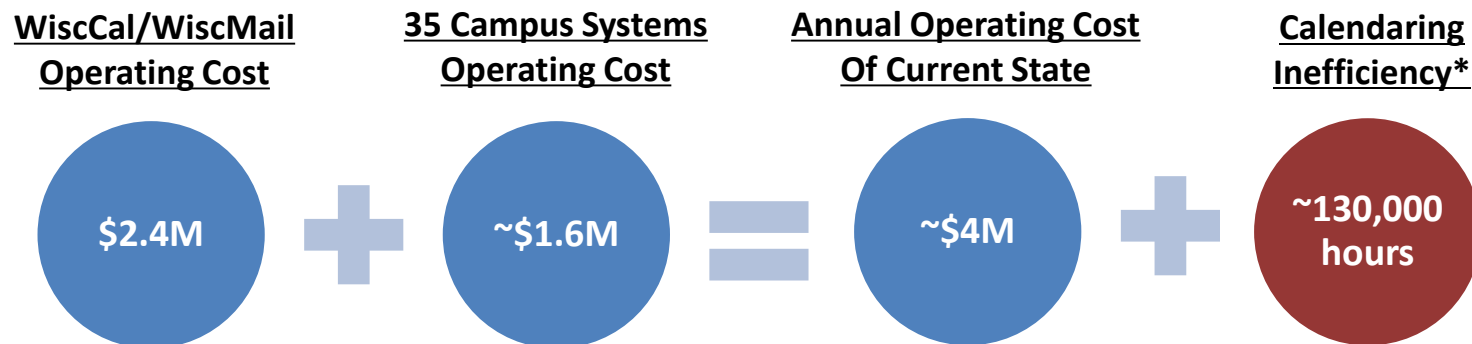 WiscCal/WiscMail
Operating Cost
35 Campus Systems
Operating Cost
Annual Operating Cost
Of Current State
Calendaring
Inefficiency*
$2.4M
~$1.6M
~$4M
~130,000
hours